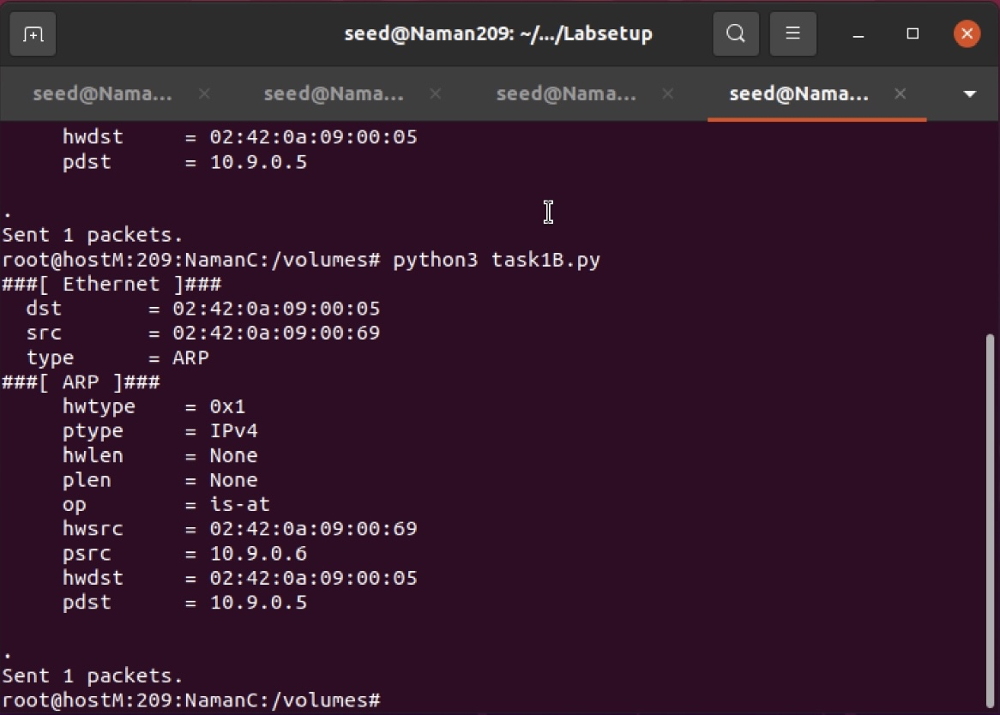 seed@Naman209: ~/.../Labsetup
seed@Nama... seed@Nama... seed@Nama... seed@Nama...
hwdst = 02:42:0a:09:00:05
pdst = 10.9.0.5
.
Sent 1 packets.
root@hostM:209:NamanC:/volumes# python3 task1B.py
###[ Ethernet ]###
dst = 02:42:0a:09:00:05
src = 02:42:0a:09:00:69
type = ARP
###[ ARP ]###
hwtype = 0x1
ptype = IPv4
hwlen = None
plen = None
op = is-at
hwsrc = 02:42:0a:09:00:69
psrc = 10.9.0.6
hwdst = 02:42:0a:09:00:05
pdst = 10.9.0.5
.
Sent 1 packets.
root@hostM:209:NamanC:/volumes#